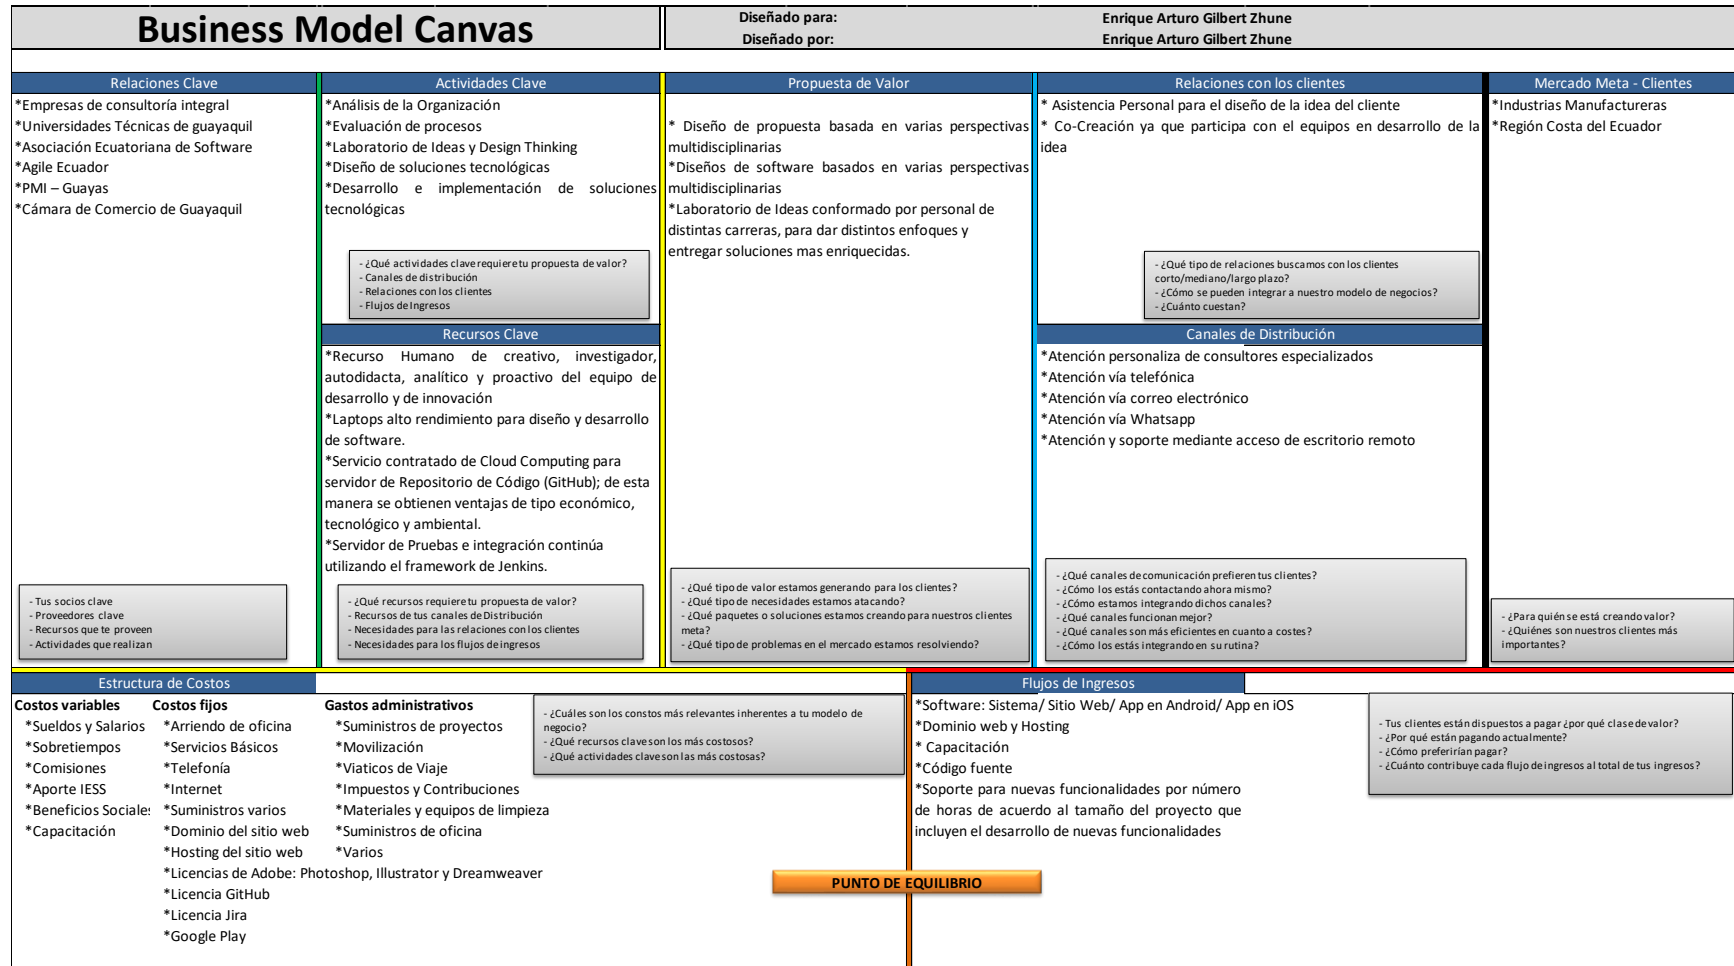 Business Model Canvas
Diseñado para:
Enrique Arturo Gilbert Zhune
Diseñado por:
Enrique Arturo Gilbert Zhune
Relaciones Clave
*Empresas de consultoría integral
*Universidades Técnicas de guayaquil
*Asociación Ecuatoriana de Software
*Agile Ecuador
*PMI – Guayas
*Cámara de Comercio de Guayaquil
- Tus socios clave
- Proveedores clave
- Recursos que te proveen
- Actividades que realizan
Actividades Clave
*Análisis de la Organización
*Evaluación de procesos
*Laboratorio de Ideas y Design Thinking
*Diseño de soluciones tecnológicas
*Desarrollo e implementación de soluciones
tecnológicas
- ¿Qué actividades clave requiere tu propuesta de valor?
- Canales de distribución
- Relaciones con los clientes
- Flujos de Ingresos
Recursos Clave
*Recurso Humano de creativo, investigador,
autodidacta, analítico y proactivo del equipo de
desarrollo y de innovación
*Laptops alto rendimiento para diseño y desarrollo
de software.
*Servicio contratado de Cloud Computing para
servidor de Repositorio de Código (GitHub); de esta
manera se obtienen ventajas de tipo económico,
tecnológico y ambiental.
*Servidor de Pruebas e integración continúa
utilizando el framework de Jenkins.
- ¿Qué recursos requiere tu propuesta de valor?
- Recursos de tus canales de Distribución
- Necesidades para las relaciones con los clientes
- Necesidades para los flujos de ingresos
Propuesta de Valor
* Diseño de propuesta basada en varias perspectivas
multidisciplinarias
*Diseños de software basados en varias perspectivas
multidisciplinarias
*Laboratorio de Ideas conformado por personal de
distintas carreras, para dar distintos enfoques y
entregar soluciones mas enriquecidas.
- ¿Qué tipo de valor estamos generando para los clientes?
- ¿Qué tipo de necesidades estamos atacando?
- ¿Qué paquetes o soluciones estamos creando para nuestros clientes
meta?
- ¿Qué tipo de problemas en el mercado estamos resolviendo?
Relaciones con los clientes
* Asistencia Personal para el diseño de la idea del cliente
* Co-Creación ya que participa con el equipos en desarrollo de la
idea
- ¿Qué tipo de relaciones buscamos con los clientes
corto/mediano/largo plazo?
- ¿Cómo se pueden integrar a nuestro modelo de negocios?
- ¿Cuánto cuestan?
Canales de Distribución
*Atención personaliza de consultores especializados
*Atención vía telefónica
*Atención vía correo electrónico
*Atención vía Whatsapp
*Atención y soporte mediante acceso de escritorio remoto
- ¿Qué canales de comunicación prefieren tus clientes?
- ¿Cómo los estás contactando ahora mismo?
- ¿Cómo estamos integrando dichos canales?
- ¿Qué canales funcionan mejor?
- ¿Qué canales son más eficientes en cuanto a costes?
- ¿Cómo los estás integrando en su rutina?
Mercado Meta - Clientes
*Industrias Manufactureras
*Región Costa del Ecuador
- ¿Para quién se está creando valor?
- ¿Quiénes son nuestros clientes más
importantes?
Estructura de Costos
Costos variables
*Sueldos y Salarios
*Sobretiempos
*Comisiones
*Aporte IESS
*Beneficios Sociales
*Capacitación
Costos fijos
*Arriendo de oficina
*Servicios Básicos
*Telefonía
*Internet
*Suministros varios
*Dominio del sitio web
*Hosting del sitio web
*Licencias de Adobe: Photoshop, Illustrator y Dreamweaver
*Licencia GitHub
*Licencia Jira
*Google Play
Gastos administrativos
*Suministros de proyectos
*Movilización
*Viaticos de Viaje
*Impuestos y Contribuciones
*Materiales y equipos de limpieza
*Suministros de oficina
*Varios
- ¿Cuáles son los constos más relevantes inherentes a tu modelo de
negocio?
- ¿Qué recursos clave son los más costosos?
- ¿Qué actividades clave son las más costosas?
Flujos de Ingresos
*Software: Sistema/ Sitio Web/ App en Android/ App en iOS
*Dominio web y Hosting
* Capacitación
*Código fuente
*Soporte para nuevas funcionalidades por número
de horas de acuerdo al tamaño del proyecto que
incluyen el desarrollo de nuevas funcionalidades
- Tus clientes están dispuestos a pagar ¿por qué clase de valor?
- ¿Por qué están pagando actualmente?
- ¿Cómo preferirían pagar?
- ¿Cuánto contribuye cada flujo de ingresos al total de tus ingresos?
PUNTO DE EQUILIBRIO